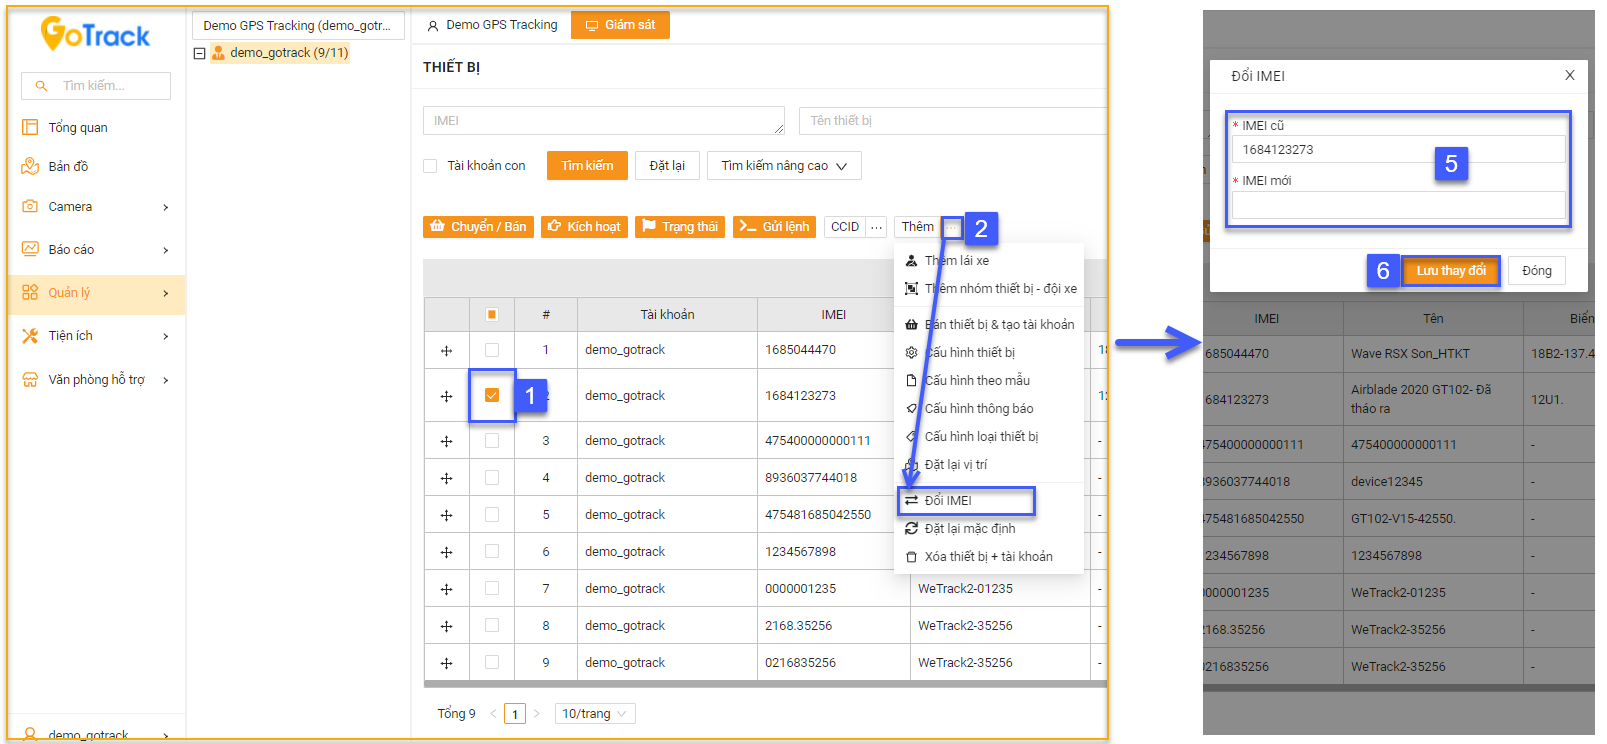 GoTrack
Tìm kiếm...
Tổng quan
Bản đồ
Camera
Báo cáo
Quản lý
Tiện ích
Văn phòng hỗ trợ
demo_gotrack
Demo GPS Tracking (demo_gotr...
demo_gotrack (9/11)
Demo GPS Tracking
Giám sát
THIẾT BỊ
IMEI
Tên thiết bị
Tài khoản con
Tìm kiếm
Đặt lại
Tìm kiếm nâng cao
Chuyển / Bán
Kích hoạt
Trạng thái
Gửi lệnh
CCID
...
Thêm
...
2
Thêm lái xe
Thêm nhóm thiết bị - đội xe
Bán thiết bị & tạo tài khoản
Cấu hình thiết bị
Cấu hình theo mẫu
Cấu hình thông báo
Cấu hình loại thiết bị
Đặt lại vị trí
Đổi IMEI
Đặt lại mặc định
Xóa thiết bị + tài khoản
# Tài khoản IMEI
1 demo_gotrack 1685044470 18
1
2 demo_gotrack 1684123273 12
3 demo_gotrack 475400000000111 -
4 demo_gotrack 8936037744018 -
5 demo_gotrack 475481685042550 -
6 demo_gotrack 1234567898 -
7 demo_gotrack 0000001235 WeTrack2-01235 -
8 demo_gotrack 2168.35256 WeTrack2-35256 -
9 demo_gotrack 0216835256 WeTrack2-35256 -
Tổng 9 < 1 > 10/trang
Đổi IMEI X
* IMEI cũ
1684123273
5
* IMEI mới
6
Lưu thay đổi
Đóng
IMEI Tên Biển
685044470 Wave RSX Son_HTKT 18B2-137.4
684123273 Airblade 2020 GT102- Đã tháo ra 12U1.
475400000000111 475400000000111 -
8936037744018 device12345 -
475481685042550 GT102-V15-42550. -
234567898 1234567898 -
0000001235 WeTrack2-01235 -
2168.35256 WeTrack2-35256 -
0216835256 WeTrack2-35256 -